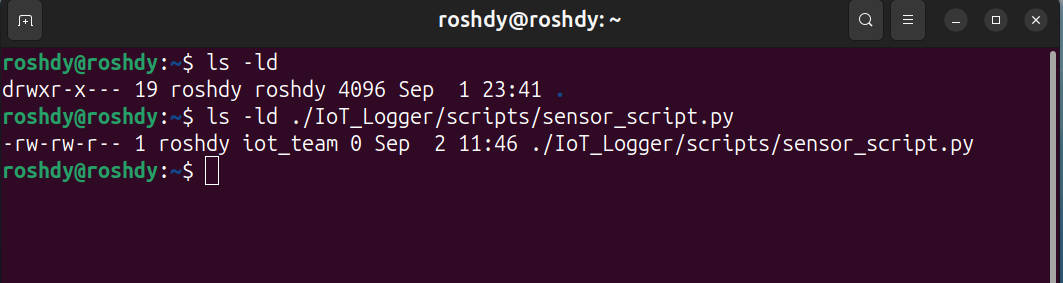 roshdy@roshdy: ~
roshdy@roshdy:~$ ls -ld
drwxr-x--- 19 roshdy roshdy 4096 Sep  1 23:41 .
roshdy@roshdy:~$ ls -ld ./IoT_Logger/scripts/sensor_script.py
-rw-rw-r-- 1 roshdy iot_team 0 Sep  2 11:46 ./IoT_Logger/scripts/sensor_script.py
roshdy@roshdy:~$